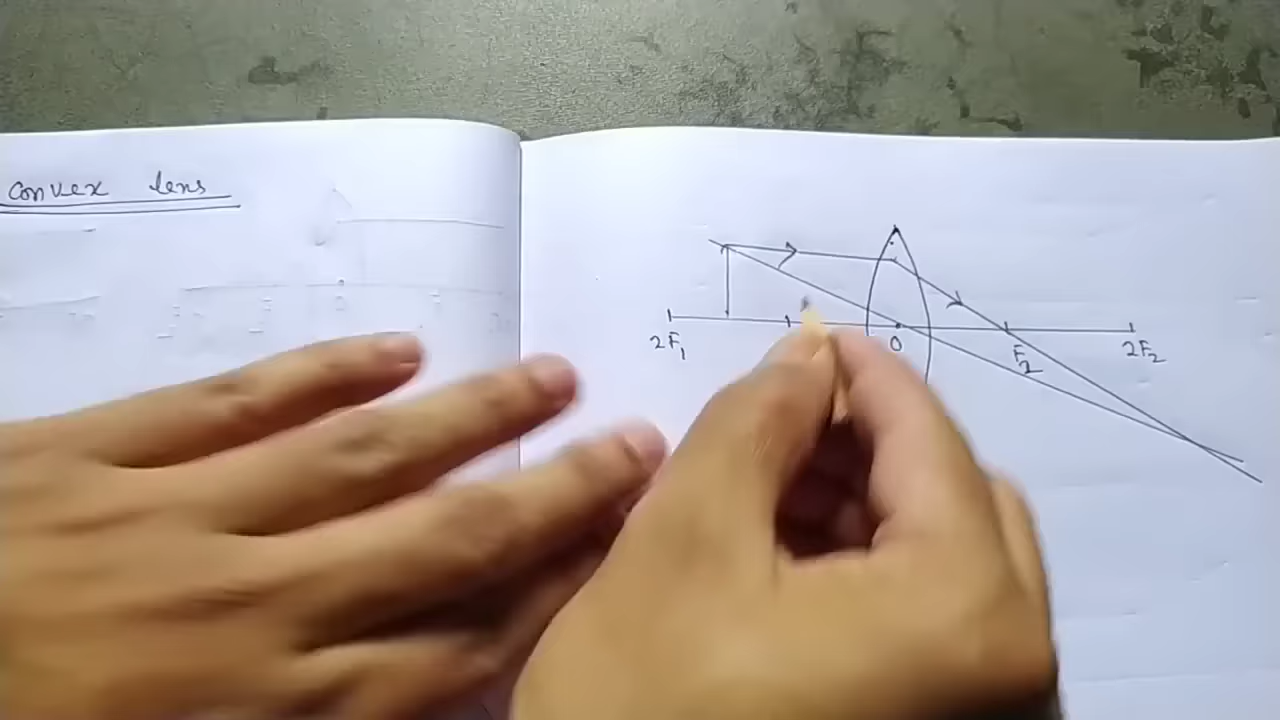 convex lens
2F₁
O
F₂
2F₂